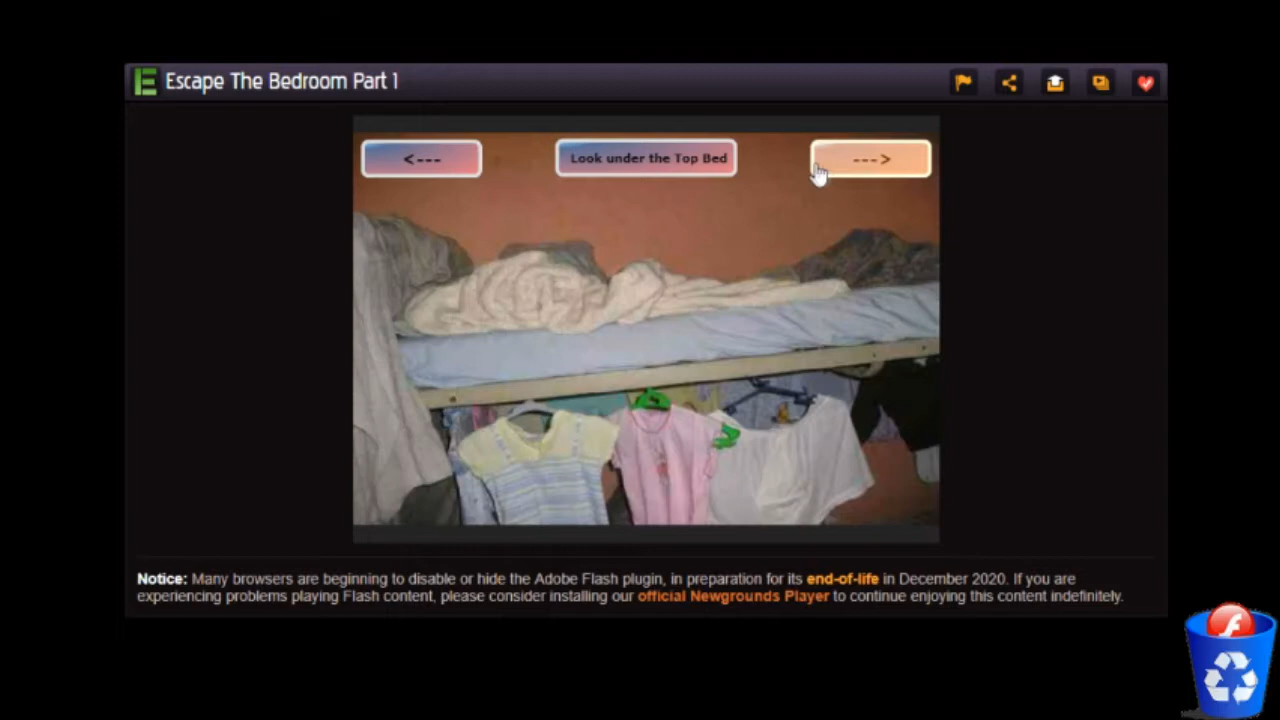 Escape The Bedroom Part 1
<---
Look under the Top Bed
--->
Notice: Many browsers are beginning to disable or hide the Adobe Flash plugin, in preparation for its end-of-life in December 2020. If you are
experiencing problems playing Flash content, please consider installing our official Newgrounds Player to continue enjoying this content indefinitely.